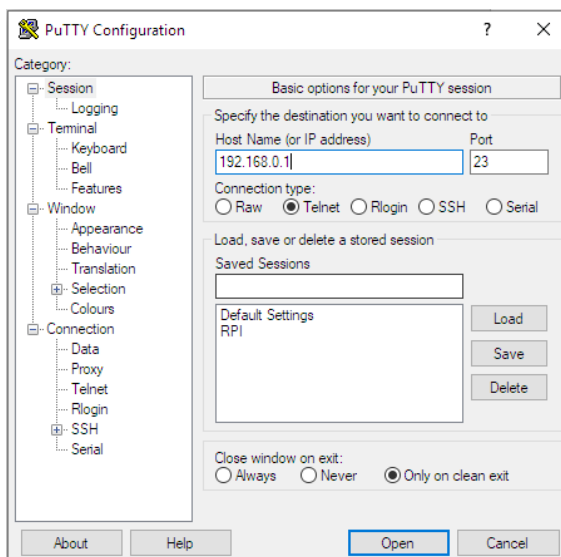 PuTTY Configuration
?
Category:
Session
Logging
Terminal
Keyboard
Bell
Features
Window
Appearance
Behaviour
Translation
Selection
Colours
Connection
Data
Proxy
Telnet
Rlogin
SSH
Serial
Basic options for your PuTTY session
Specify the destination you want to connect to
Host Name (or IP address) Port
192.168.0.1 23
Connection type:
Raw Telnet Rlogin SSH Serial
Load, save or delete a stored session
Saved Sessions
Default Settings
RPI
Load
Save
Delete
Close window on exit:
Always Never Only on clean exit
About Help Open Cancel